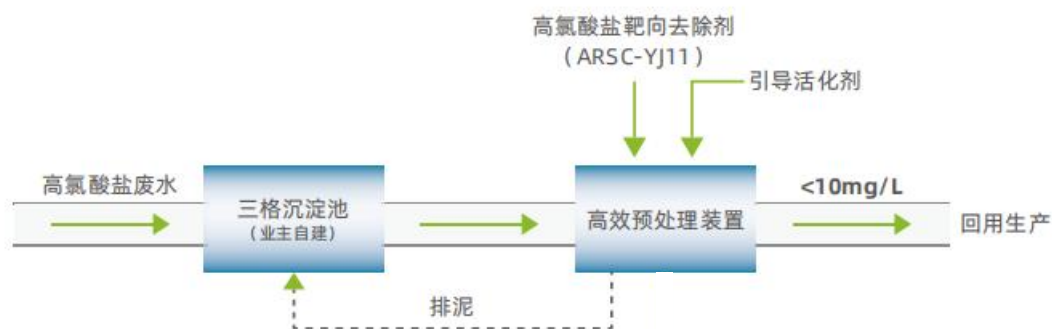 高氯酸盐靶向去除剂
（ARSC-YJ11）
引导活化剂
高氯酸盐废水
三格沉淀池
（业主自建）
高效预处理装置
<10mg/L
回用生产
排泥